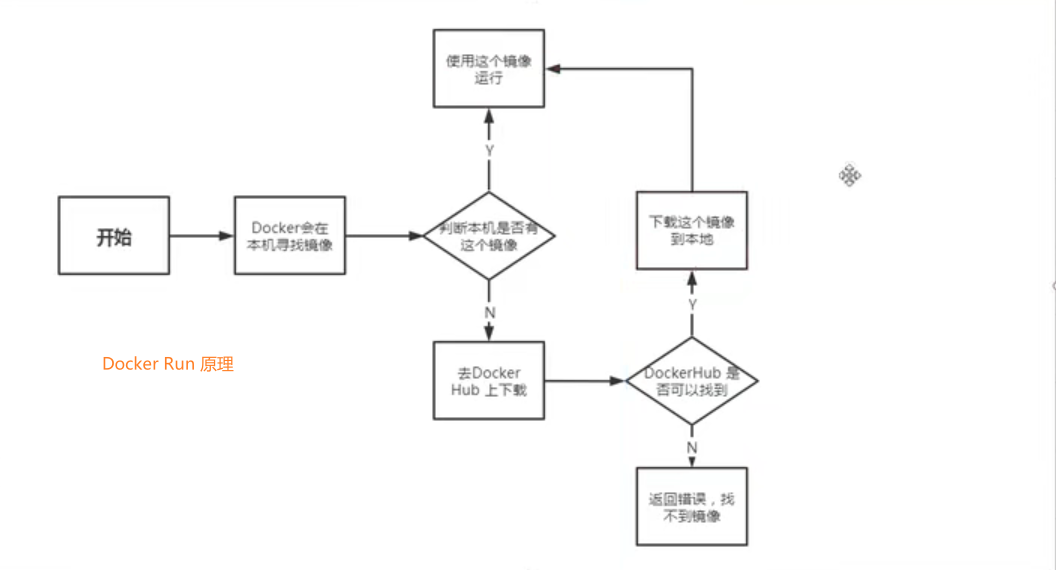 使用这个镜像
运行
Y
开始
Docker会在
本机寻找镜像
判断本机是否有
这个镜像
下载这个镜像
到本地
N
Y
Docker Run 原理
去Docker
Hub 上下载
DockerHub 是
否可以找到
N
返回错误，找
不到镜像